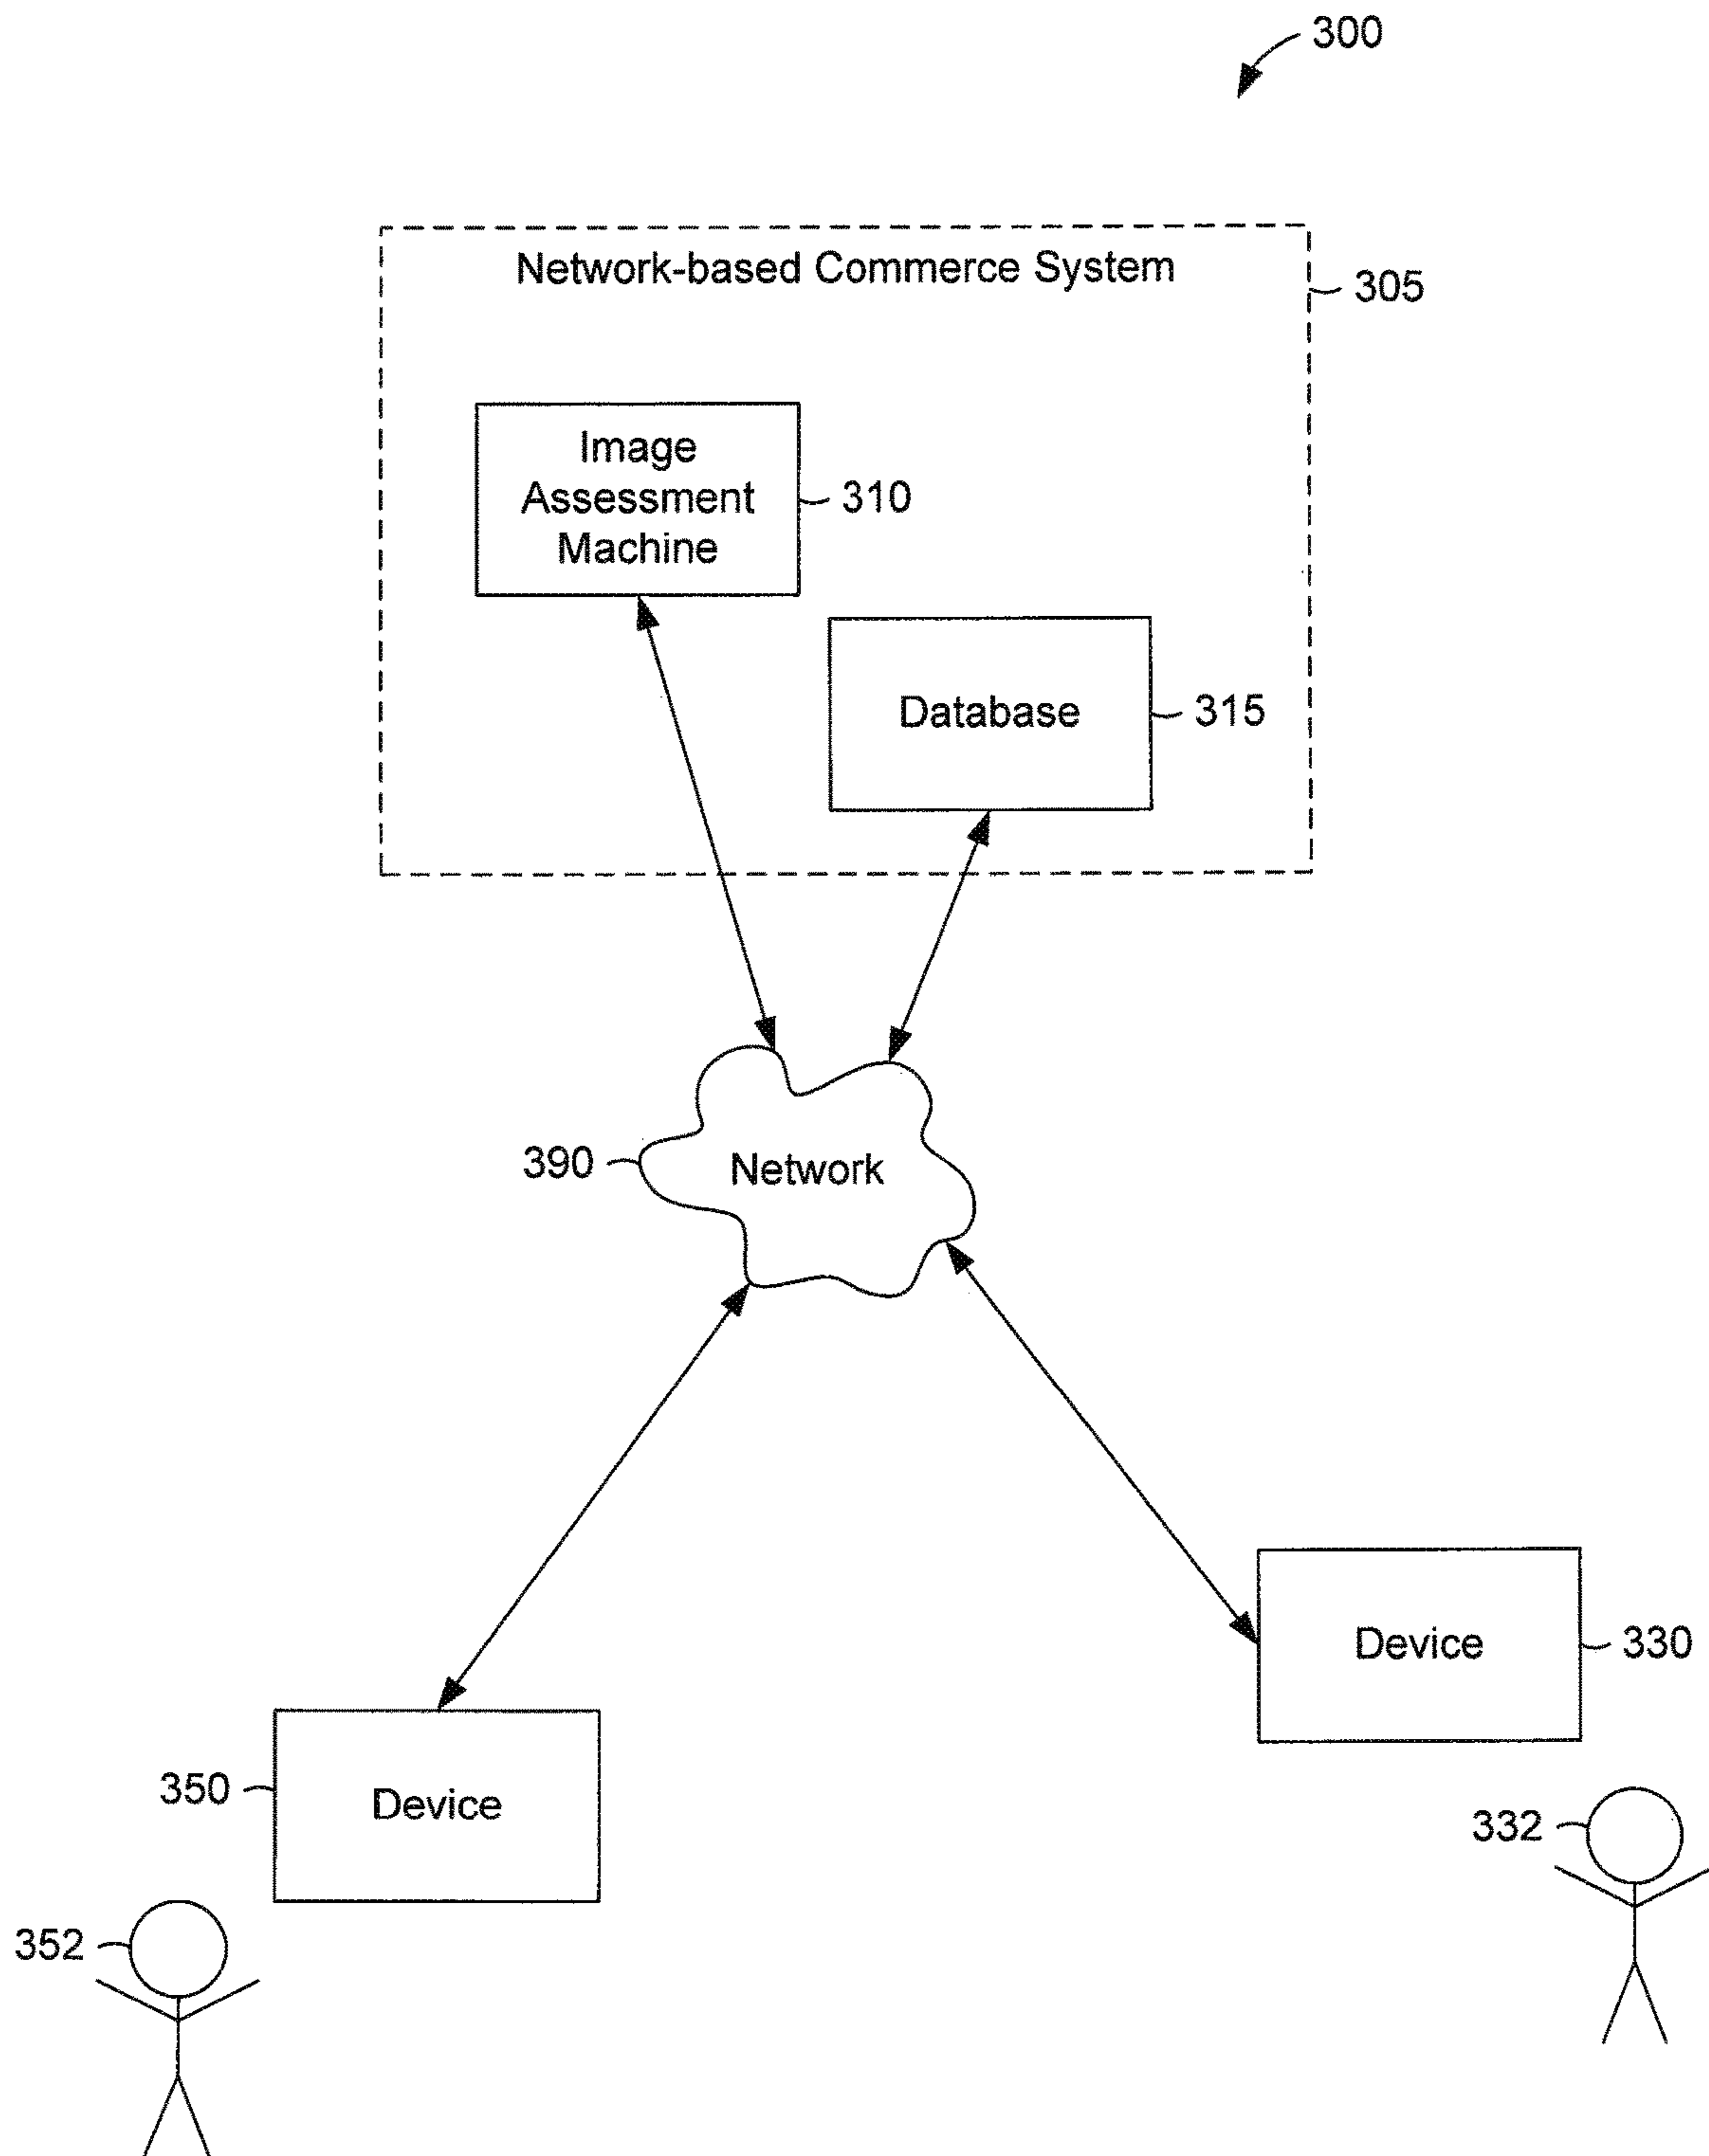 300
Network-based Commerce System
305
Image
Assessment
Machine
310
Database
315
390
Network
Device
330
350
Device
332
352